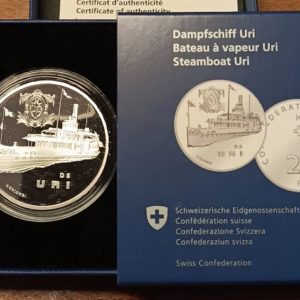 Certificat d'authenticité
Certificate of authenticity
Dampfschiff Uri
Bateau à vapeur Uri
Steamboat Uri
DS
URI
DS
URI
Schweizerische Eidgenossenschaft
Confédération suisse
Confederazione Svizzera
Confederaziun svizra
Swiss Confederation